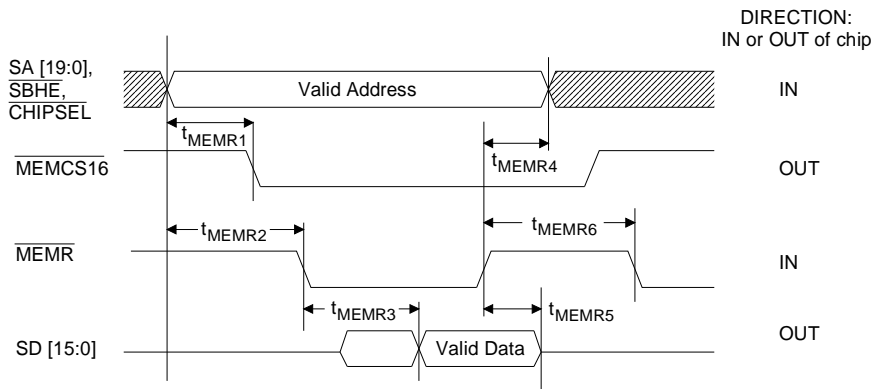 DIRECTION:
IN or OUT of chip
SA [19:0],
SBHE,
CHIPSEL
Valid Address
IN
tMEMR1
tMEMR4
MEMCS16
OUT
tMEMR2
tMEMR6
MEMR
IN
tMEMR3
tMEMR5
OUT
SD [15:0]
Valid Data